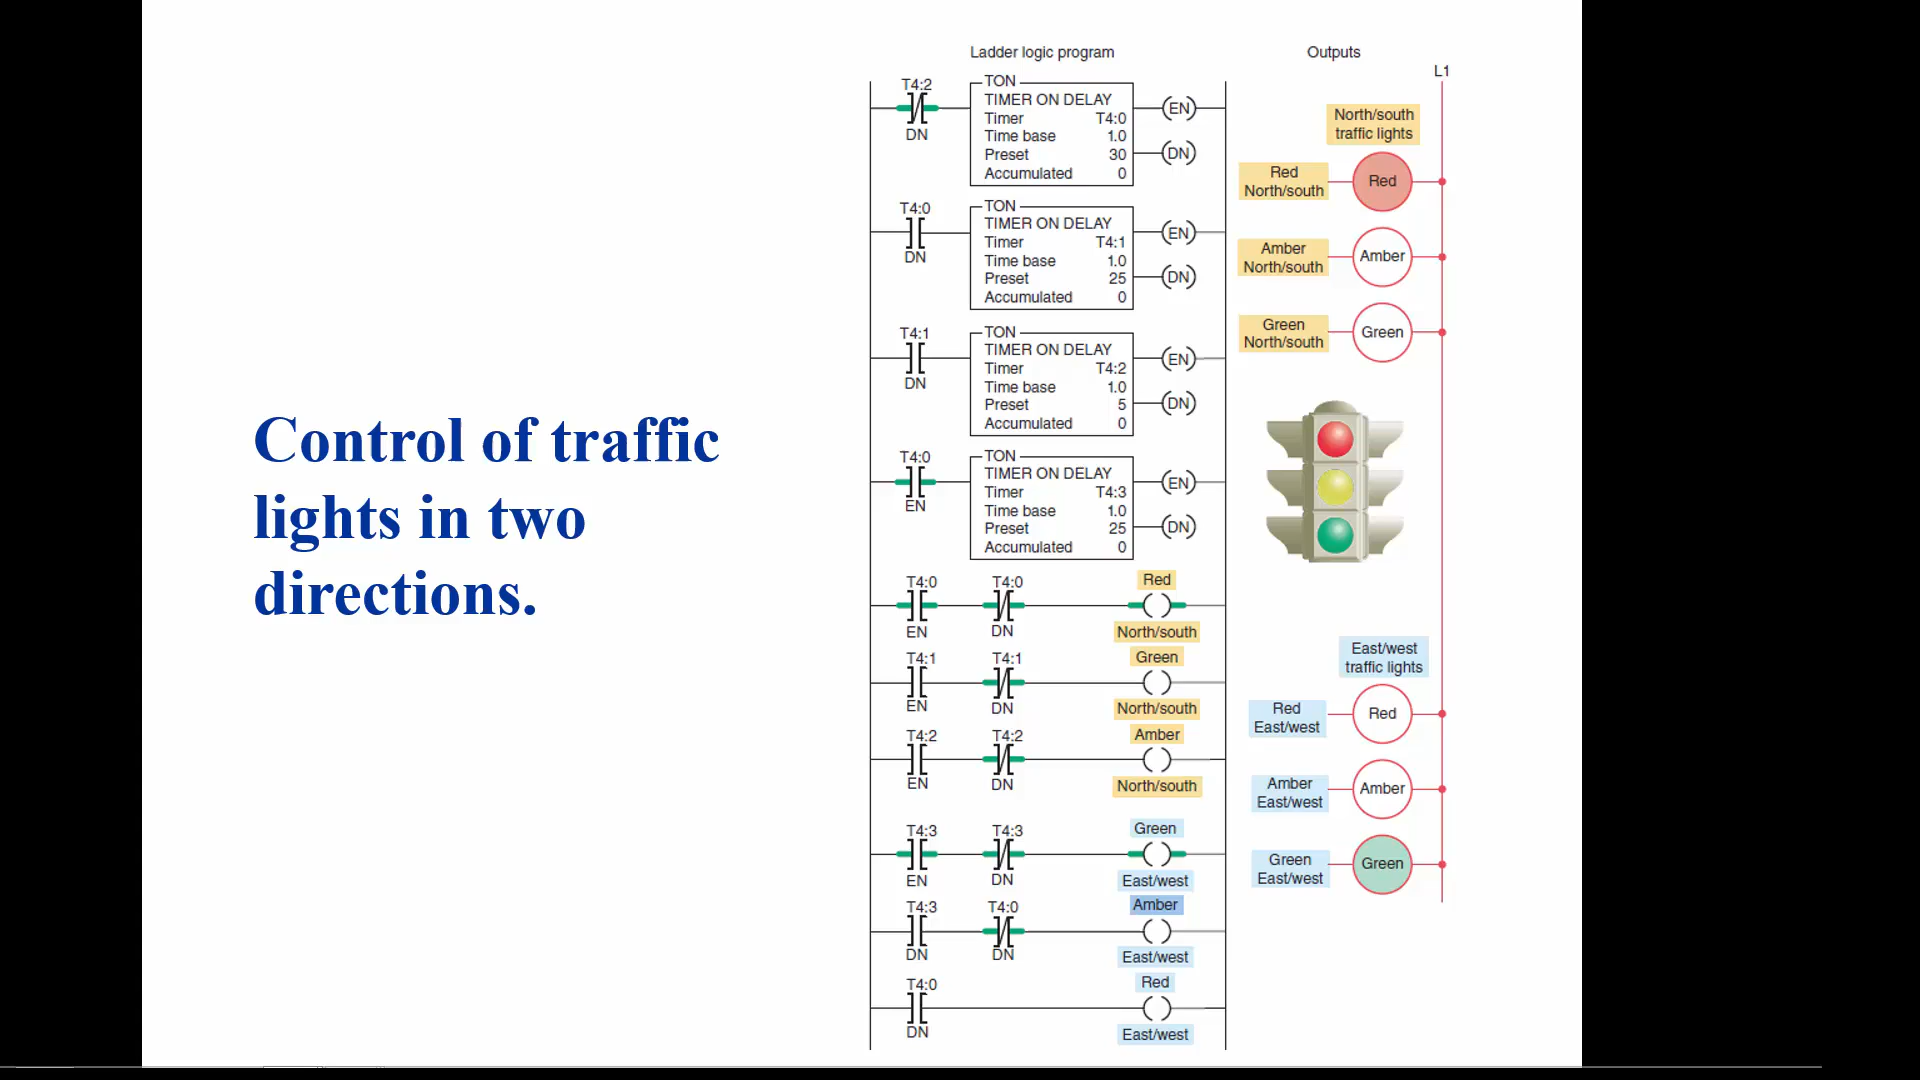 Control of traffic
lights in two
directions.
Ladder logic program
T4:2
DN
TON
TIMER ON DELAY
Timer T4:0
Time base 1.0
Preset 30
Accumulated 0
EN
DN
T4:0
DN
TON
TIMER ON DELAY
Timer T4:1
Time base 1.0
Preset 25
Accumulated 0
EN
DN
T4:1
DN
TON
TIMER ON DELAY
Timer T4:2
Time base 1.0
Preset 5
Accumulated 0
EN
DN
T4:0
EN
TON
TIMER ON DELAY
Timer T4:3
Time base 1.0
Preset 25
Accumulated 0
EN
DN
T4:0 T4:0 Red
EN DN North/south
T4:1 T4:1 Green
EN DN North/south
T4:2 T4:2 Amber
EN DN North/south
T4:3 T4:3 Green
EN DN East/west
T4:3 T4:0 Amber
DN DN East/west
T4:0 Red
DN East/west
Outputs
L1
North/south
traffic lights
Red
North/south
Red
Amber
North/south
Amber
Green
North/south
Green
East/west
traffic lights
Red
East/west
Red
Amber
East/west
Amber
Green
East/west
Green